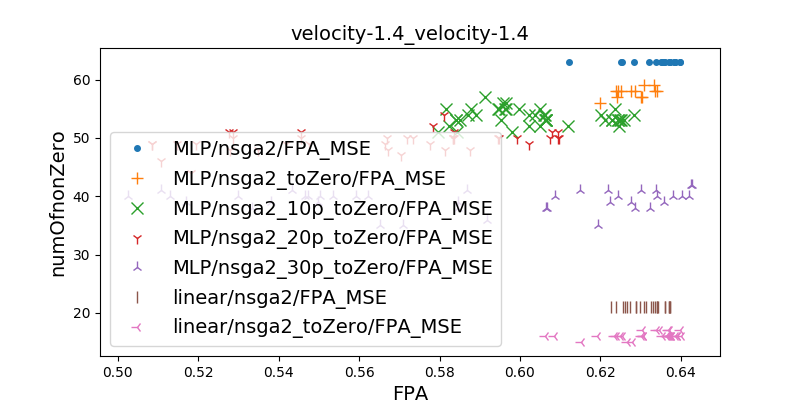 velocity-1.4_velocity-1.4
numOfnonZero
60
50
40
30
20
MLP/nsga2/FPA_MSE
MLP/nsga2_toZero/FPA_MSE
MLP/nsga2_10p_toZero/FPA_MSE
MLP/nsga2_20p_toZero/FPA_MSE
MLP/nsga2_30p_toZero/FPA_MSE
linear/nsga2/FPA_MSE
linear/nsga2_toZero/FPA_MSE
0.50 0.52 0.54 0.56 0.58 0.60 0.62 0.64
FPA